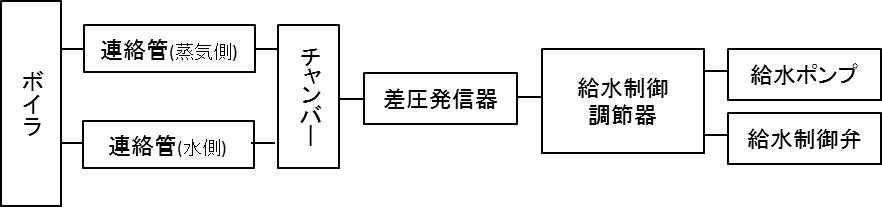 ボイラ
連絡管(蒸気側)
連絡管(水側)
チャンバー
差圧発信器
給水制御
調節器
給水ポンプ
給水制御弁